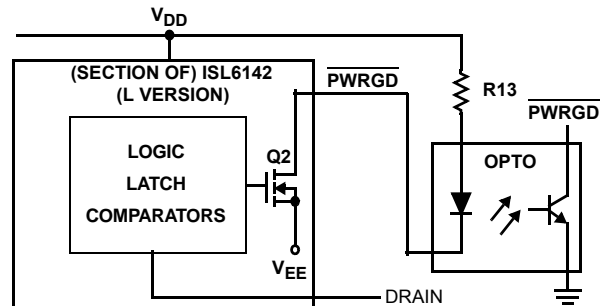 VDD
(SECTION OF) ISL6142
(L VERSION)
PWRGD
R13
PWRGD
OPTO
LOGIC
LATCH
COMPARATORS
Q2
VEE
DRAIN